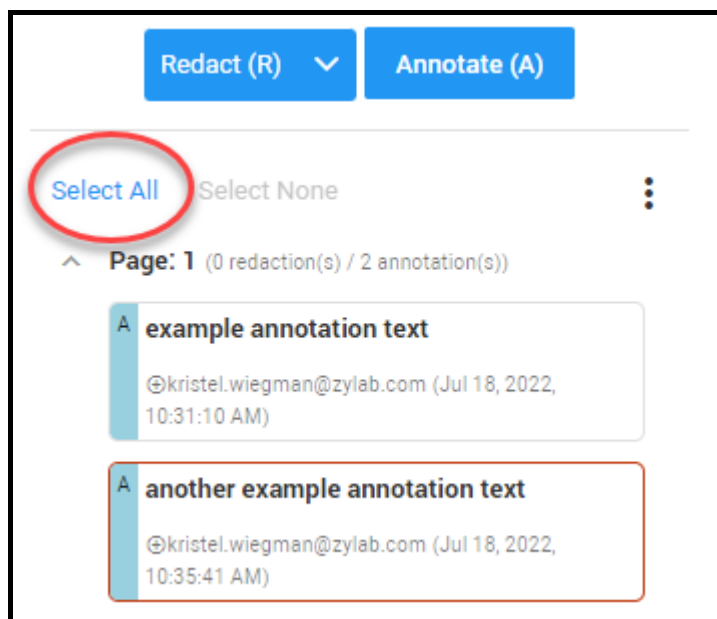 Redact (R) Annotate (A)
Select All Select None
Page: 1 (0 redaction(s) / 2 annotation(s))
A example annotation text
⊕kristel.wiegman@zylab.com (Jul 18, 2022,
10:31:10 AM)
A another example annotation text
⊕kristel.wiegman@zylab.com (Jul 18, 2022,
10:35:41 AM)